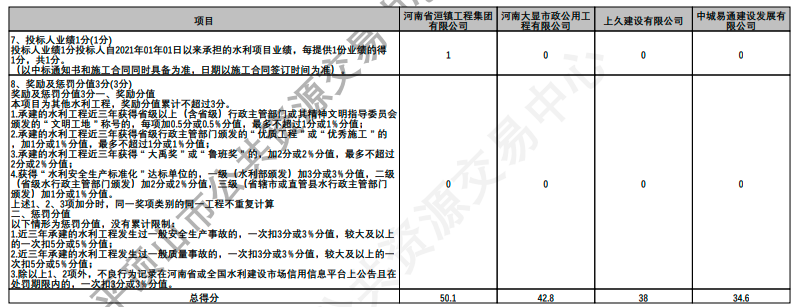 项目 河南省洹镇工程集团有限公司 河南大显市政公用工程有限公司 上久建设有限公司 中城易通建设发展有限公司
7、投标人业绩1分(1分)
投标人业绩1分投标人自2021年01年01日以来承担的水利项目业绩，每提供1份业绩的得
1分，共1分。
（以中标通知书和施工合同同时具备为准，日期以施工合同签订时间为准）。
1 0 0 0
8、奖励及惩罚分值3分(3分)
奖励及惩罚分值3分一、奖励分值
本项目为其他水利工程，奖励分值累计不超过3分。
1.承建的水利工程近三年获得省级以上（含省级）行政主管部门或其精神文明指导委员会
颁发的“文明工地”称号的，每项加0.5分或0.5%分值，最多不超过1分或1%分值；
2.承建的水利工程近三年获得省级行政主管部门颁发的“优质工程”或“优秀施工”的
，加1分或1%分值，最多不超过1分或1%分值；
3.承建的水利工程近三年获得“大禹奖”或“鲁班奖”的，加2分或2%分值，最多不超过
2分或2%分值；
4.获得“水利安全生产标准化”达标单位的，一级（水利部颁发）加3分或3%分值，二级
（省级水行政主管部门颁发）加2分或2%分值，三级（省辖市或直管县水行政主管部门
颁发）加1分或1%分值。
上述1、2、3项加分时，同一奖项类别的同一工程不重复计算
二、惩罚分值
以下情形为惩罚分值，没有累计限制：
1.近三年承建的水利工程发生过一般安全生产事故的，一次扣3分或3%分值，较大及以上
的一次扣5分或5%分值；
2.近三年承建的水利工程发生过一般质量事故的，一次扣3分或3%分值，较大及以上的一
次扣5分或5%分值；
3.除以上1、2项外，不良行为记录在河南省或全国水利建设市场信用信息平台上公告且在
处罚期限内的，一次扣3分或3%分值。
0 0 0 0
总得分 50.1 42.8 38 34.6
平顶山市公共资源交易中心
公共资源交易中心